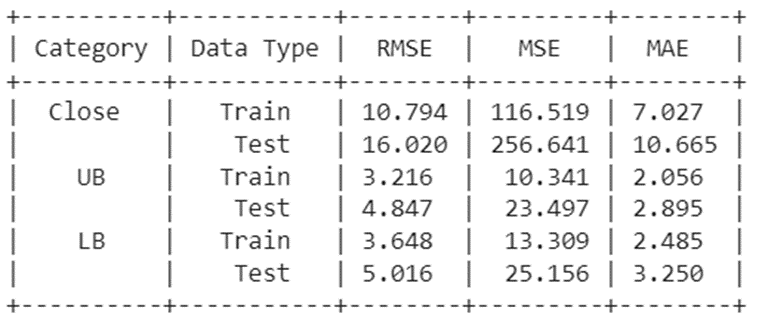 +----------+-----------+--------+---------+--------+
| Category | Data Type |  RMSE  |   MSE   |  MAE   |
+----------+-----------+--------+---------+--------+
|  Close   |   Train   | 10.794 | 116.519 | 7.027  |
|          |    Test   | 16.020 | 256.641 | 10.665 |
|    UB    |   Train   | 3.216  |  10.341 | 2.056  |
|          |    Test   | 4.847  |  23.497 | 2.895  |
|    LB    |   Train   | 3.648  |  13.309 | 2.485  |
|          |    Test   | 5.016  |  25.156 | 3.250  |
+----------+-----------+--------+---------+--------+